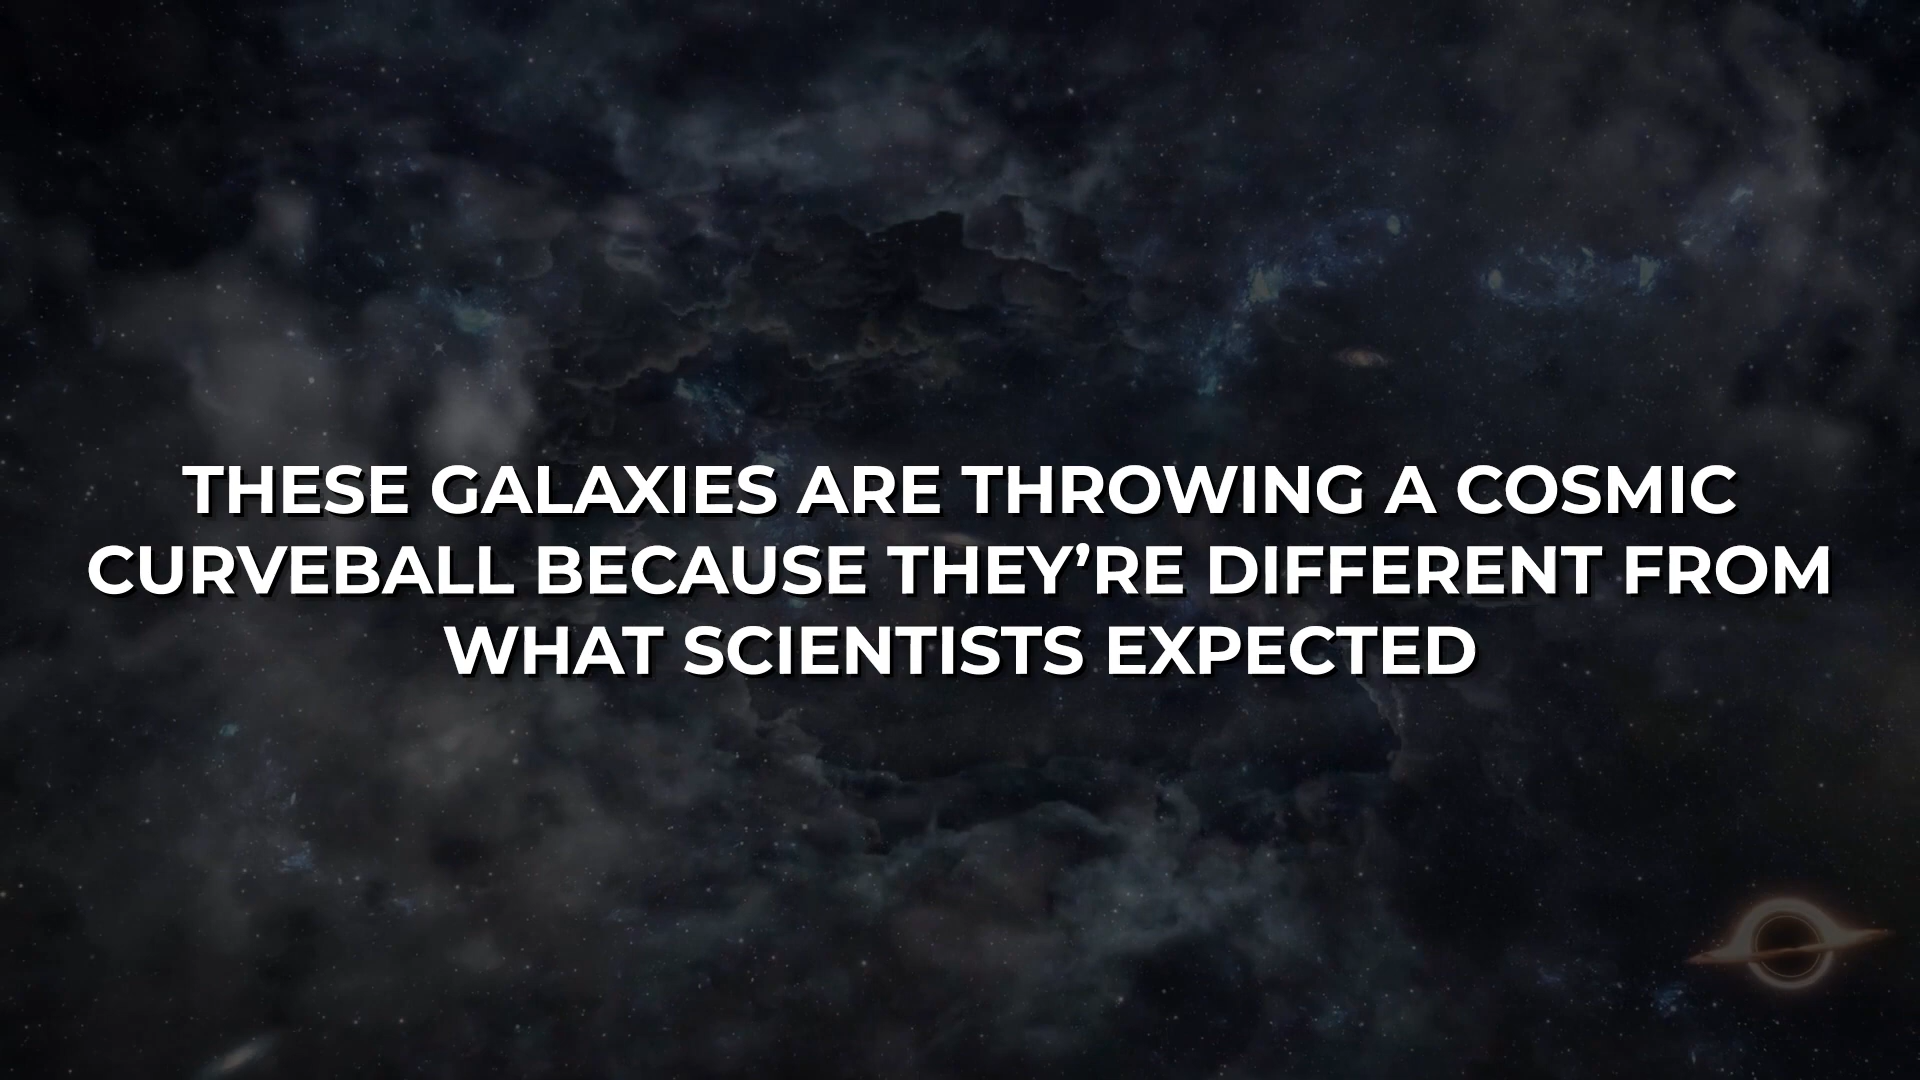 THESE GALAXIES ARE THROWING A COSMIC
CURVEBALL BECAUSE THEY’RE DIFFERENT FROM
WHAT SCIENTISTS EXPECTED